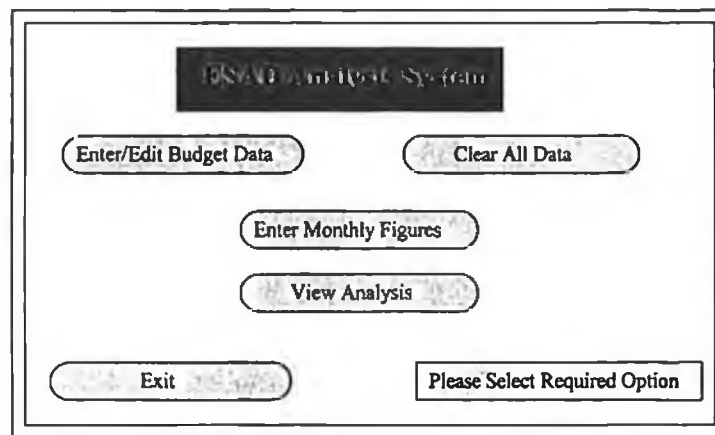 Analysis System
Enter/Edit Budget Data
Clear All Data
Enter Monthly Figures
View Analysis
Exit
Please Select Required Option